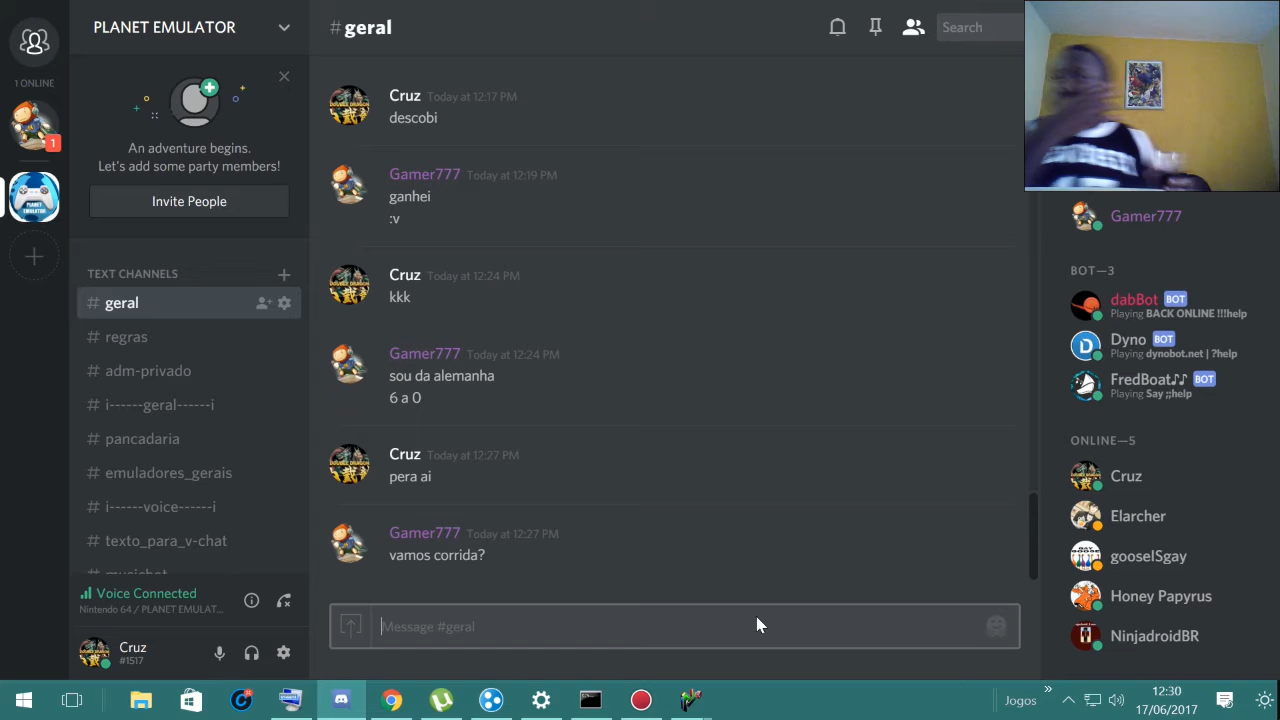 PLANET EMULATOR
1 ONLINE
1
An adventure begins.
Let's add some party members!
Invite People
TEXT CHANNELS
# geral
# regras
# adm-privado
# i------geral------i
# pancadaria
# emuladores_gerais
# i------voice------i
# texto_para_v-chat
Voice Connected
Nintendo 64 / PLANET EMULAT...
Cruz
#1517
#geral
Search
Cruz Today at 12:17 PM
descobi
Gamer777 Today at 12:19 PM
ganhei
:v
Cruz Today at 12:24 PM
kkk
Gamer777 Today at 12:24 PM
sou da alemanha
6 a 0
Cruz Today at 12:27 PM
pera ai
Gamer777 Today at 12:27 PM
vamos corrida?
Message #geral
Gamer777
BOT—3
dabBot BOT
Playing BACK ONLINE !!!help
Dyno BOT
Playing dynobot.net | ?help
FredBoat♪♪ BOT
Playing Say ;;help
ONLINE—5
Cruz
Elarcher
gooseISgay
Honey Papyrus
NinjadroidBR
PLANET
EMULATOR
Jogos
12:30
17/06/2017